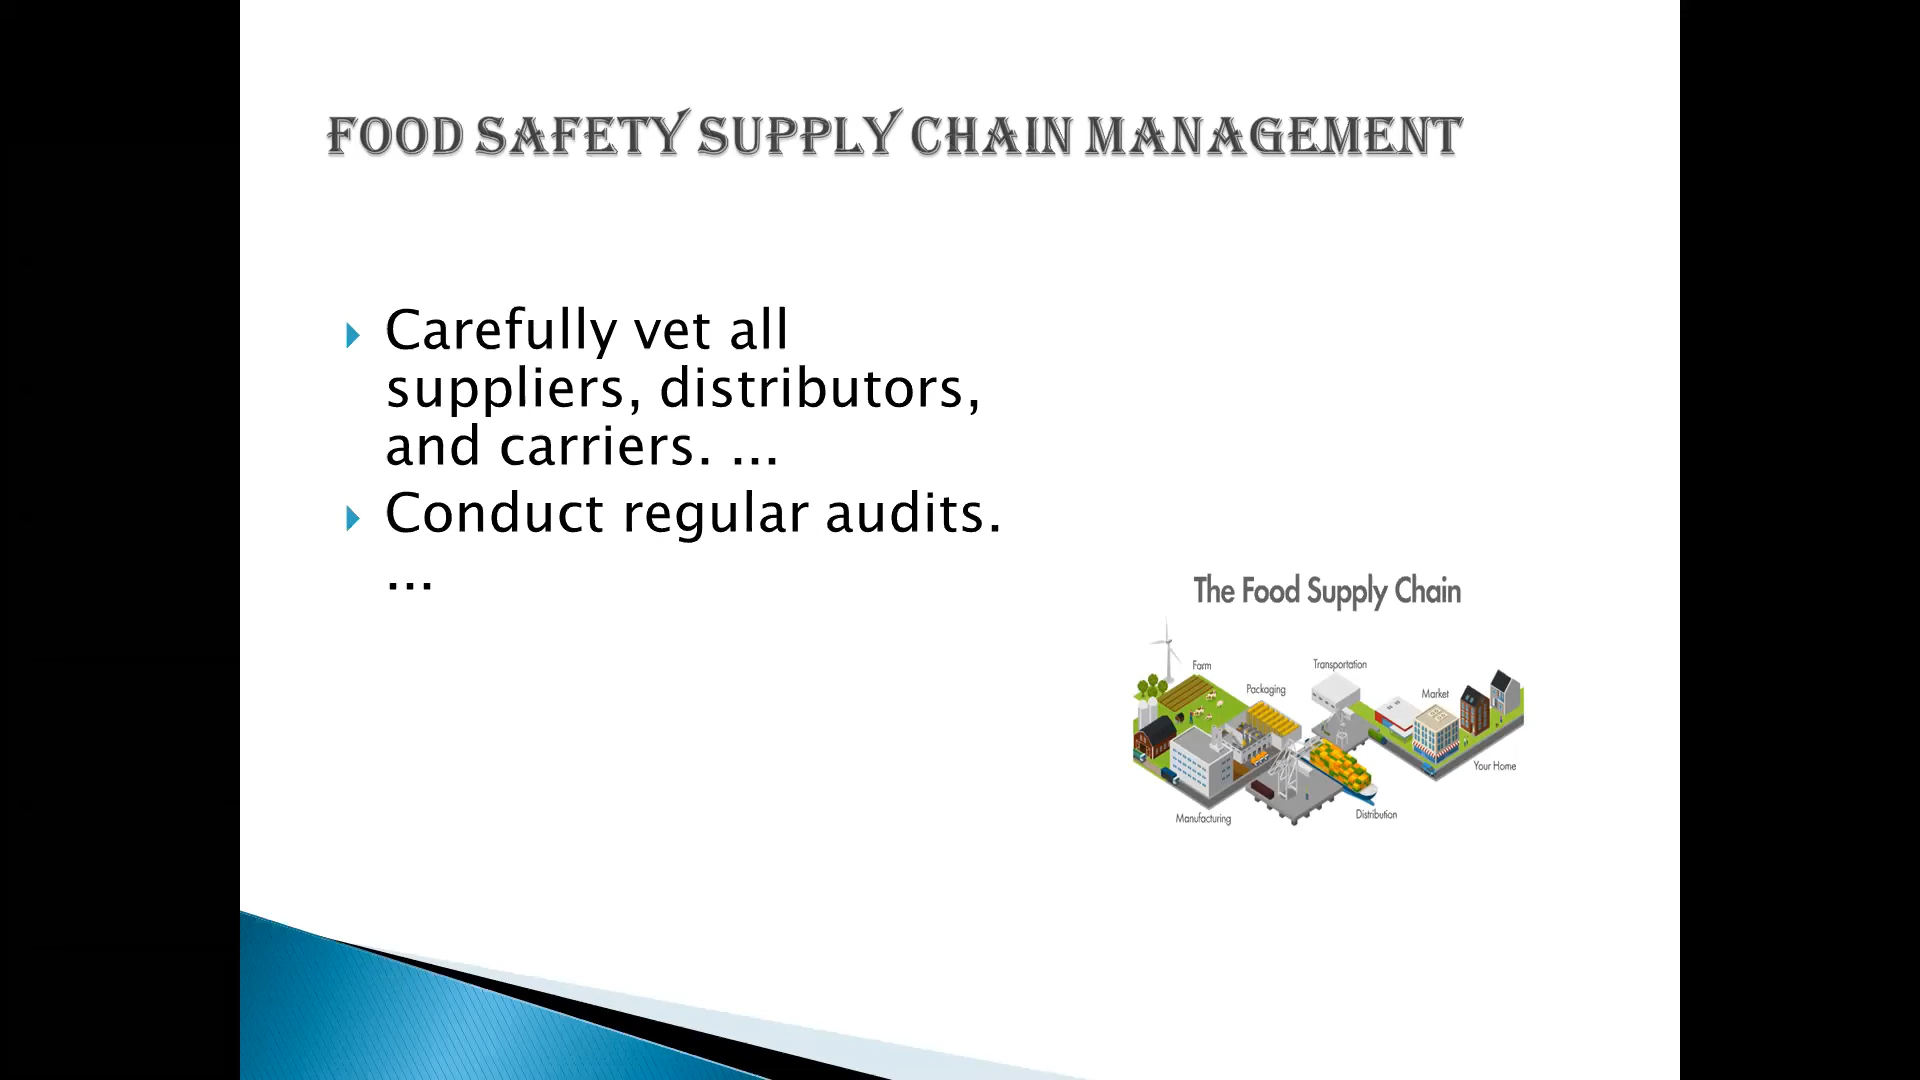 FOOD SAFETY SUPPLY CHAIN MANAGEMENT
Carefully vet all
suppliers, distributors,
and carriers. ...
Conduct regular audits.
...
The Food Supply Chain
Farm
Transportation
Packaging
Market
Your Home
Manufacturing
Distribution